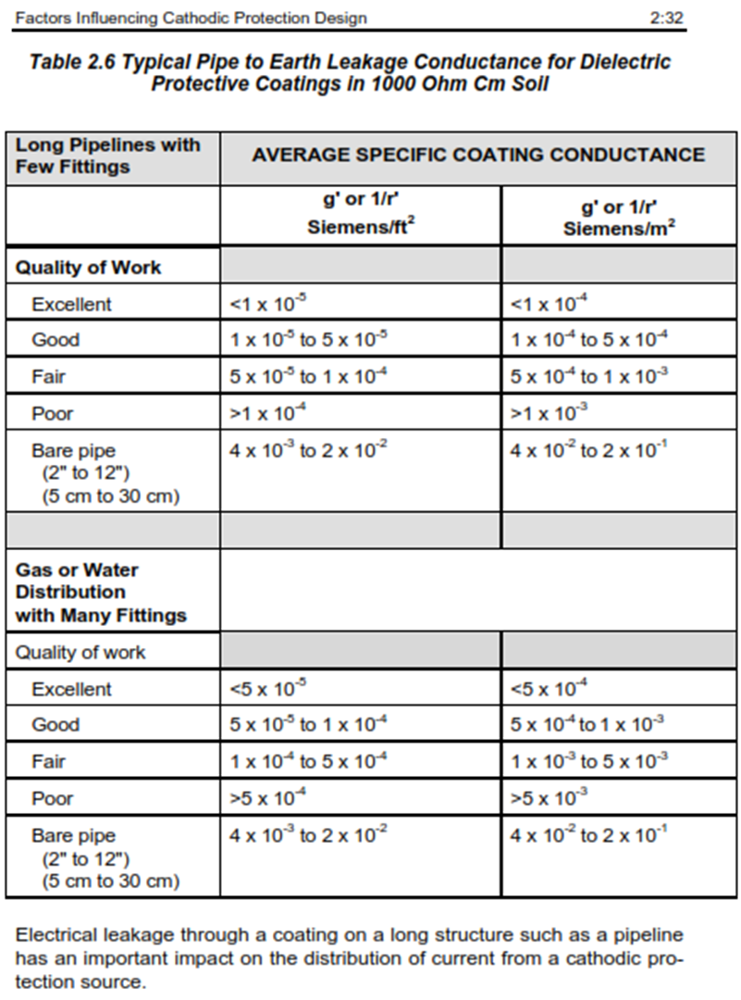 Factors Influencing Cathodic Protection Design 2:32
Table 2.6 Typical Pipe to Earth Leakage Conductance for Dielectric
Protective Coatings in 1000 Ohm Cm Soil
Long Pipelines with
Few Fittings
AVERAGE SPECIFIC COATING CONDUCTANCE
g' or 1/r'
Siemens/ft²
g' or 1/r'
Siemens/m²
Quality of Work
Excellent <1 x 10⁻⁵ <1 x 10⁻⁴
Good 1 x 10⁻⁵ to 5 x 10⁻⁵ 1 x 10⁻⁴ to 5 x 10⁻⁴
Fair 5 x 10⁻⁵ to 1 x 10⁻⁴ 5 x 10⁻⁴ to 1 x 10⁻³
Poor >1 x 10⁻⁴ >1 x 10⁻³
Bare pipe 4 x 10⁻³ to 2 x 10⁻² 4 x 10⁻² to 2 x 10⁻¹
(2" to 12")
(5 cm to 30 cm)
Gas or Water
Distribution
with Many Fittings
Quality of work
Excellent <5 x 10⁻⁵ <5 x 10⁻⁴
Good 5 x 10⁻⁵ to 1 x 10⁻⁴ 5 x 10⁻⁴ to 1 x 10⁻³
Fair 1 x 10⁻⁴ to 5 x 10⁻⁴ 1 x 10⁻³ to 5 x 10⁻³
Poor >5 x 10⁻⁴ >5 x 10⁻³
Bare pipe 4 x 10⁻³ to 2 x 10⁻² 4 x 10⁻² to 2 x 10⁻¹
(2" to 12")
(5 cm to 30 cm)
Electrical leakage through a coating on a long structure such as a pipeline
has an important impact on the distribution of current from a cathodic pro-
tection source.